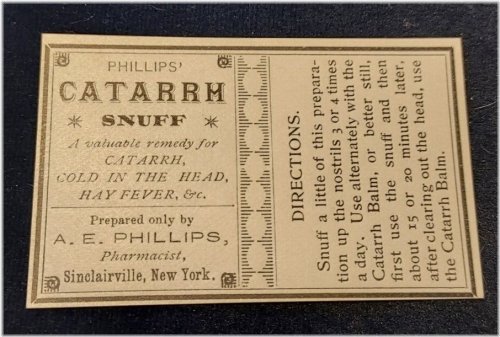 PHILLIPS'
CATARRH
SNUFF
A valuable remedy for
CATARRH,
COLD IN THE HEAD,
HAY FEVER, &c.
Prepared only by
A. E. PHILLIPS,
Pharmacist,
Sinclairville, New York.
DIRECTIONS.
Snuff a little of this prepara-
tion up the nostrils 3 or 4 times
a day. Use alternately with the
Catarrh Balm, or better still,
first use the snuff and then
about 15 or 20 minutes later,
after clearing out the head, use
the Catarrh Balm.